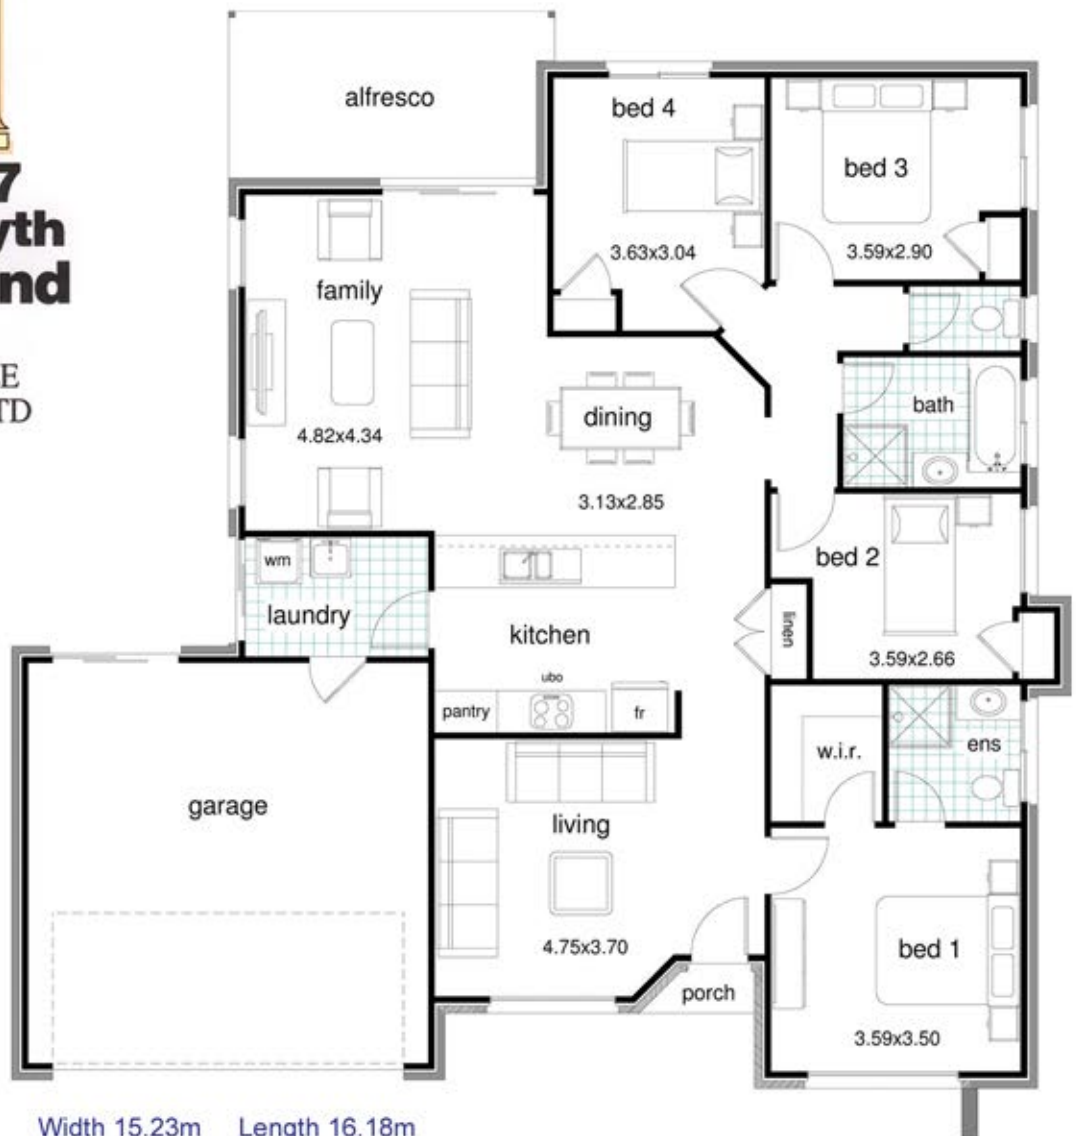 7
yth
nd
E
TD
alfresco
bed 4
3.63x3.04
bed 3
3.59x2.90
family
4.82x4.34
dining
3.13x2.85
bath
wm
laundry
kitchen
ubo
pantry
fr
linen
bed 2
3.59x2.66
w.i.r.
ens
garage
living
4.75x3.70
porch
bed 1
3.59x3.50
Width 15.23m Length 16.18m